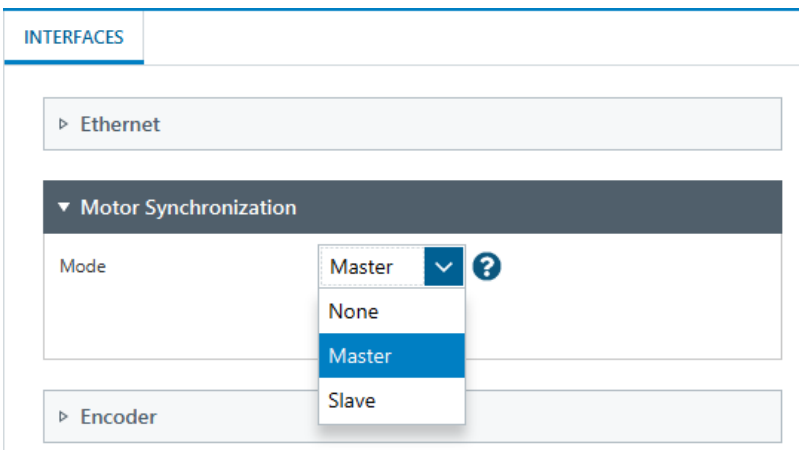 INTERFACES
Ethernet
Motor Synchronization
Mode
Master
?
None
Master
Slave
Encoder